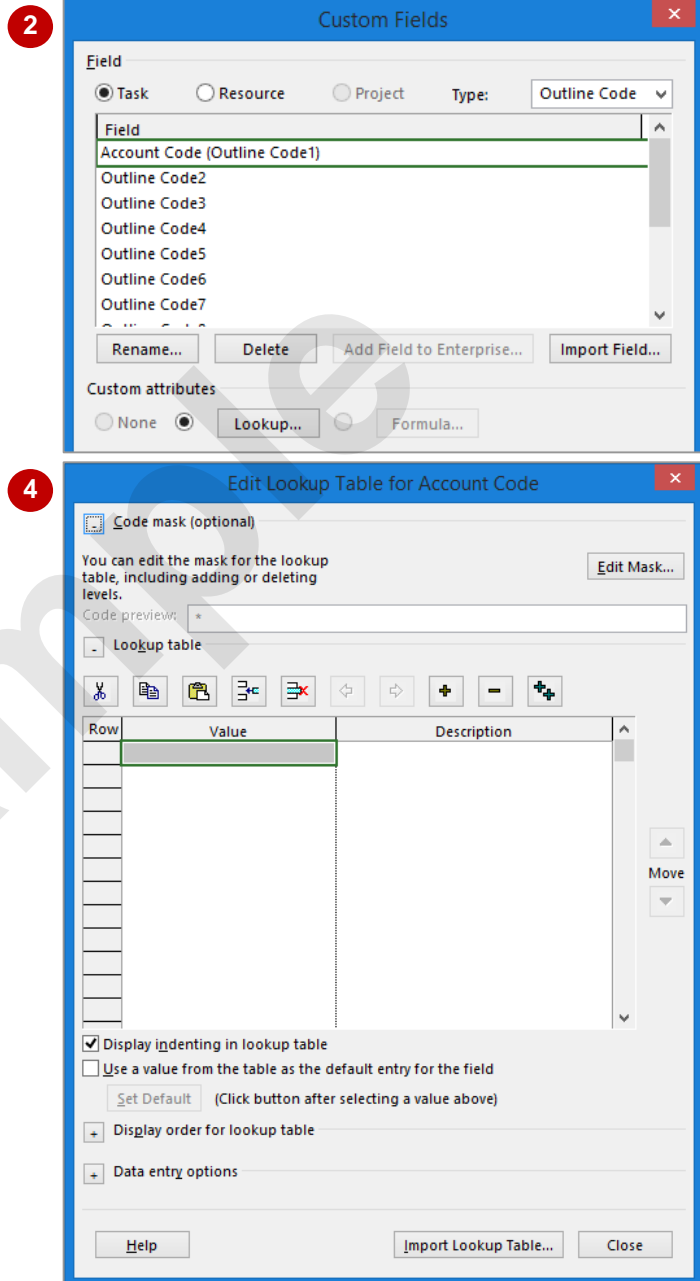 2
Custom Fields
Field
Task Resource Project Type: Outline Code
Field
Account Code (Outline Code1)
Outline Code2
Outline Code3
Outline Code4
Outline Code5
Outline Code6
Outline Code7
Rename... Delete Add Field to Enterprise... Import Field...
Custom attributes
None Lookup... Formula...
4
Edit Lookup Table for Account Code
- Code mask (optional)
You can edit the mask for the lookup
table, including adding or deleting
levels.
Edit Mask...
Code preview: *
- Lookup table
Row Value Description
Move
Display indenting in lookup table
Use a value from the table as the default entry for the field
Set Default (Click button after selecting a value above)
+ Display order for lookup table
+ Data entry options
Help Import Lookup Table... Close